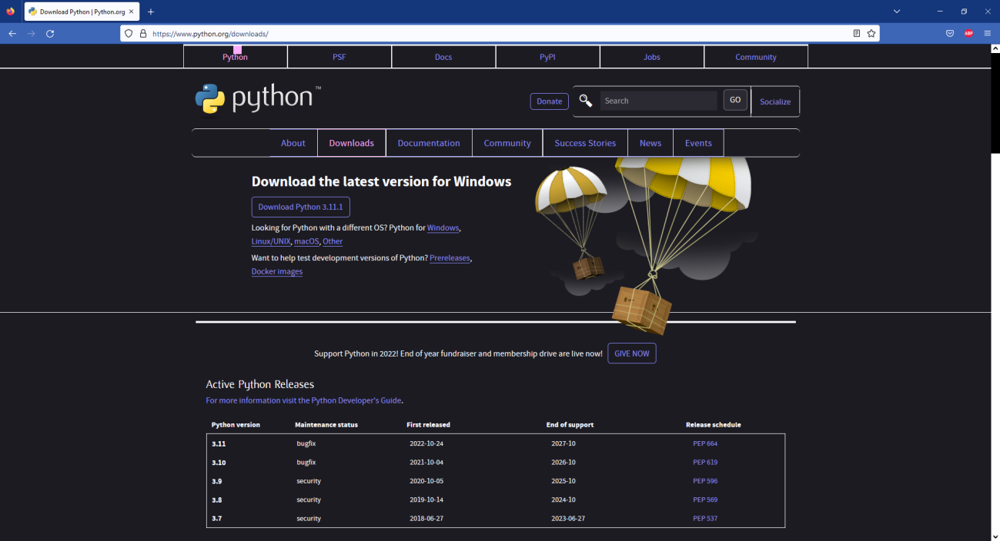 Download Python | Python.org
https://www.python.org/downloads/
ABP
Python PSF Docs PyPI Jobs Community
python™
Donate Search GO Socialize
About Downloads Documentation Community Success Stories News Events
Download the latest version for Windows
Download Python 3.11.1
Looking for Python with a different OS? Python for Windows,
Linux/UNIX, macOS, Other
Want to help test development versions of Python? Prereleases,
Docker images
Support Python in 2022! End of year fundraiser and membership drive are live now! GIVE NOW
Active Python Releases
For more information visit the Python Developer's Guide.
Python version Maintenance status First released End of support Release schedule
3.11 bugfix 2022-10-24 2027-10 PEP 664
3.10 bugfix 2021-10-04 2026-10 PEP 619
3.9 security 2020-10-05 2025-10 PEP 596
3.8 security 2019-10-14 2024-10 PEP 569
3.7 security 2018-06-27 2023-06-27 PEP 537